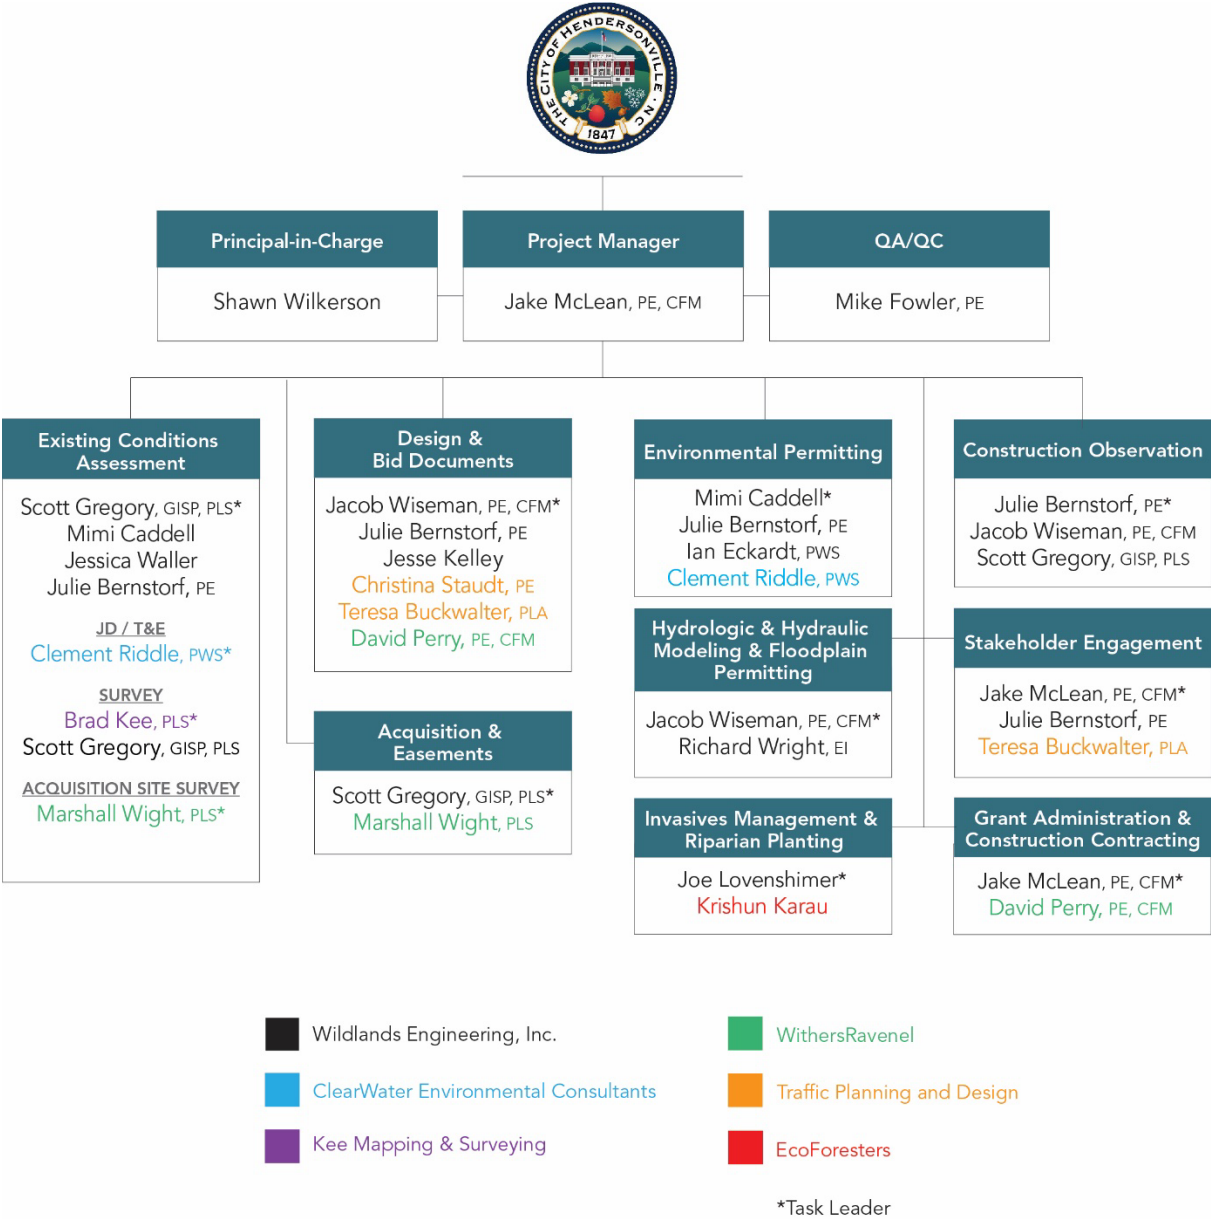 THE CITY OF HENDERSONVILLE · NC
1847
Principal-in-Charge
Shawn Wilkerson
Project Manager
Jake McLean, PE, CFM
QA/QC
Mike Fowler, PE
Existing Conditions
Assessment
Scott Gregory, GISP, PLS*
Mimi Caddell
Jessica Waller
Julie Bernstorf, PE
JD / T&E
Clement Riddle, PWS*
SURVEY
Brad Kee, PLS*
Scott Gregory, GISP, PLS
ACQUISITION SITE SURVEY
Marshall Wight, PLS*
Design &
Bid Documents
Jacob Wiseman, PE, CFM*
Julie Bernstorf, PE
Jesse Kelley
Christina Staudt, PE
Teresa Buckwalter, PLA
David Perry, PE, CFM
Acquisition &
Easements
Scott Gregory, GISP, PLS*
Marshall Wight, PLS
Environmental Permitting
Mimi Caddell*
Julie Bernstorf, PE
Ian Eckardt, PWS
Clement Riddle, PWS
Hydrologic & Hydraulic
Modeling & Floodplain
Permitting
Jacob Wiseman, PE, CFM*
Richard Wright, EI
Invasives Management &
Riparian Planting
Joe Lovenshimer*
Krishun Karau
Construction Observation
Julie Bernstorf, PE*
Jacob Wiseman, PE, CFM
Scott Gregory, GISP, PLS
Stakeholder Engagement
Jake McLean, PE, CFM*
Julie Bernstorf, PE
Teresa Buckwalter, PLA
Grant Administration &
Construction Contracting
Jake McLean, PE, CFM*
David Perry, PE, CFM
Wildlands Engineering, Inc.
ClearWater Environmental Consultants
Kee Mapping & Surveying
WithersRavenel
Traffic Planning and Design
EcoForesters
*Task Leader